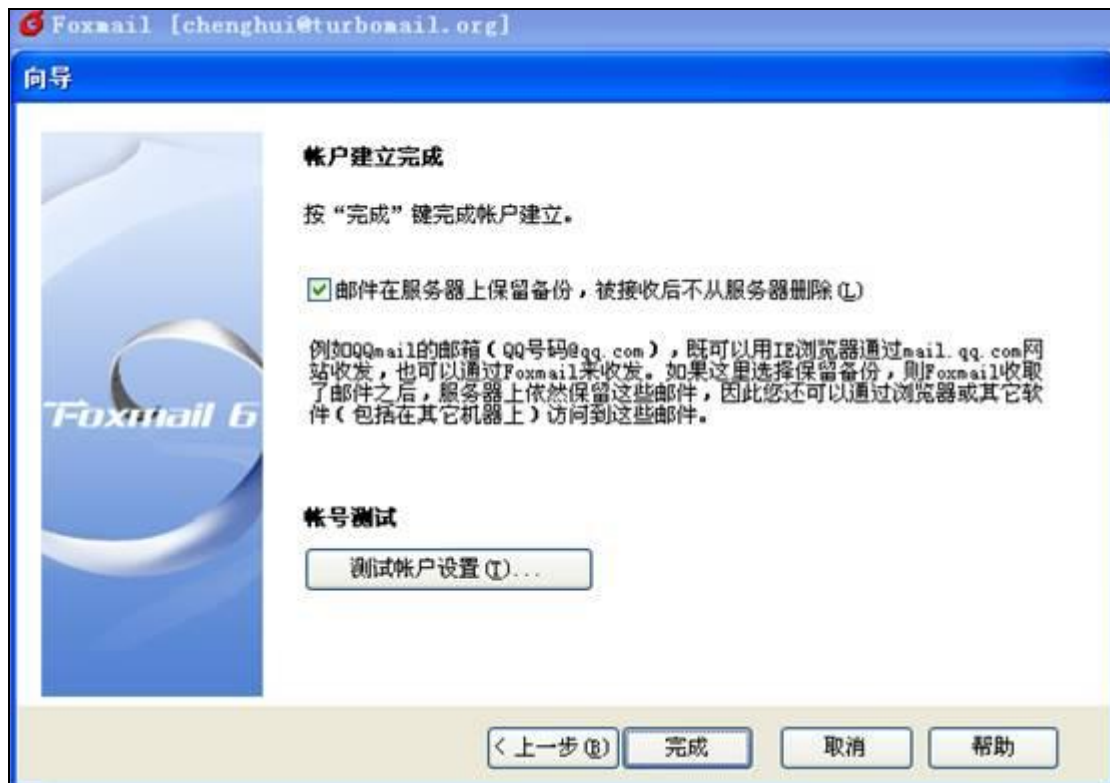 Foxmail [chenghui@turbomail.org]
向导
帐户建立完成
按“完成”键完成帐户建立。
邮件在服务器上保留备份，被接收后不从服务器删除(L)
例如QQmail的邮箱（QQ号码@qq.com），既可以用IE浏览器通过mail.qq.com网
站收发，也可以通过Foxmail来收发。如果这里选择保留备份，则Foxmail收取
了邮件之后，服务器上依然保留这些邮件，因此您还可以通过浏览器或其它软
件（包括在其它机器上）访问到这些邮件。
Foxmail 6
帐号测试
测试帐户设置(T)...
< 上一步(B)
完成
取消
帮助